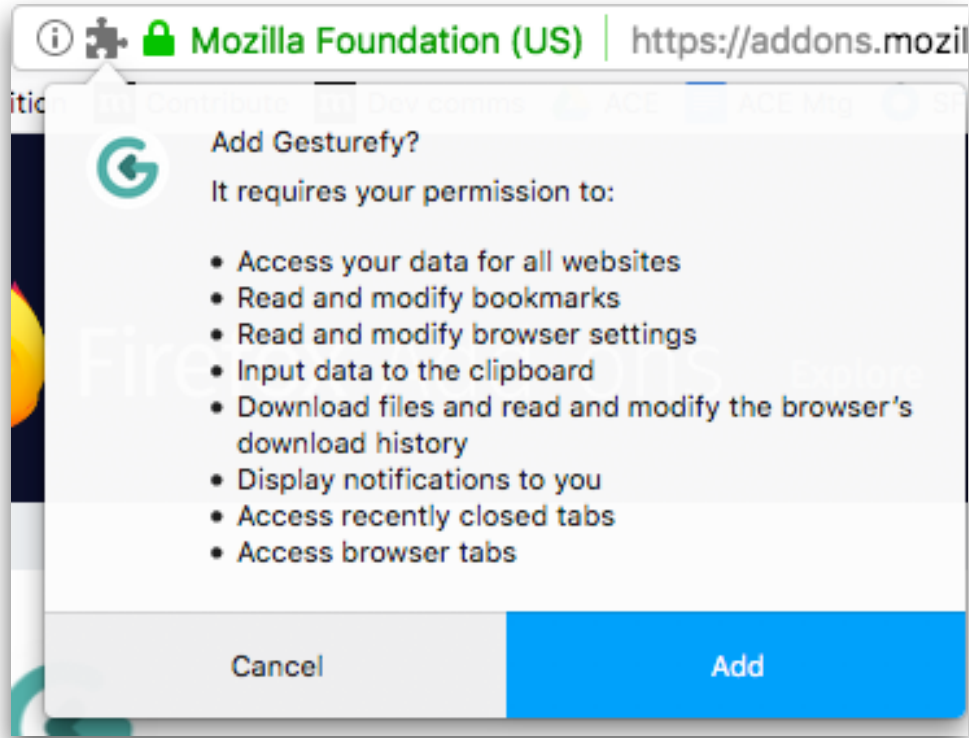 Mozilla Foundation (US) https://addons.mozil
Contribute Dev comms ACE ACE Mtg
Add Gesturefy?
It requires your permission to:
• Access your data for all websites
• Read and modify bookmarks
• Read and modify browser settings
• Input data to the clipboard
• Download files and read and modify the browser's
download history
• Display notifications to you
• Access recently closed tabs
• Access browser tabs
Explore
Cancel
Add